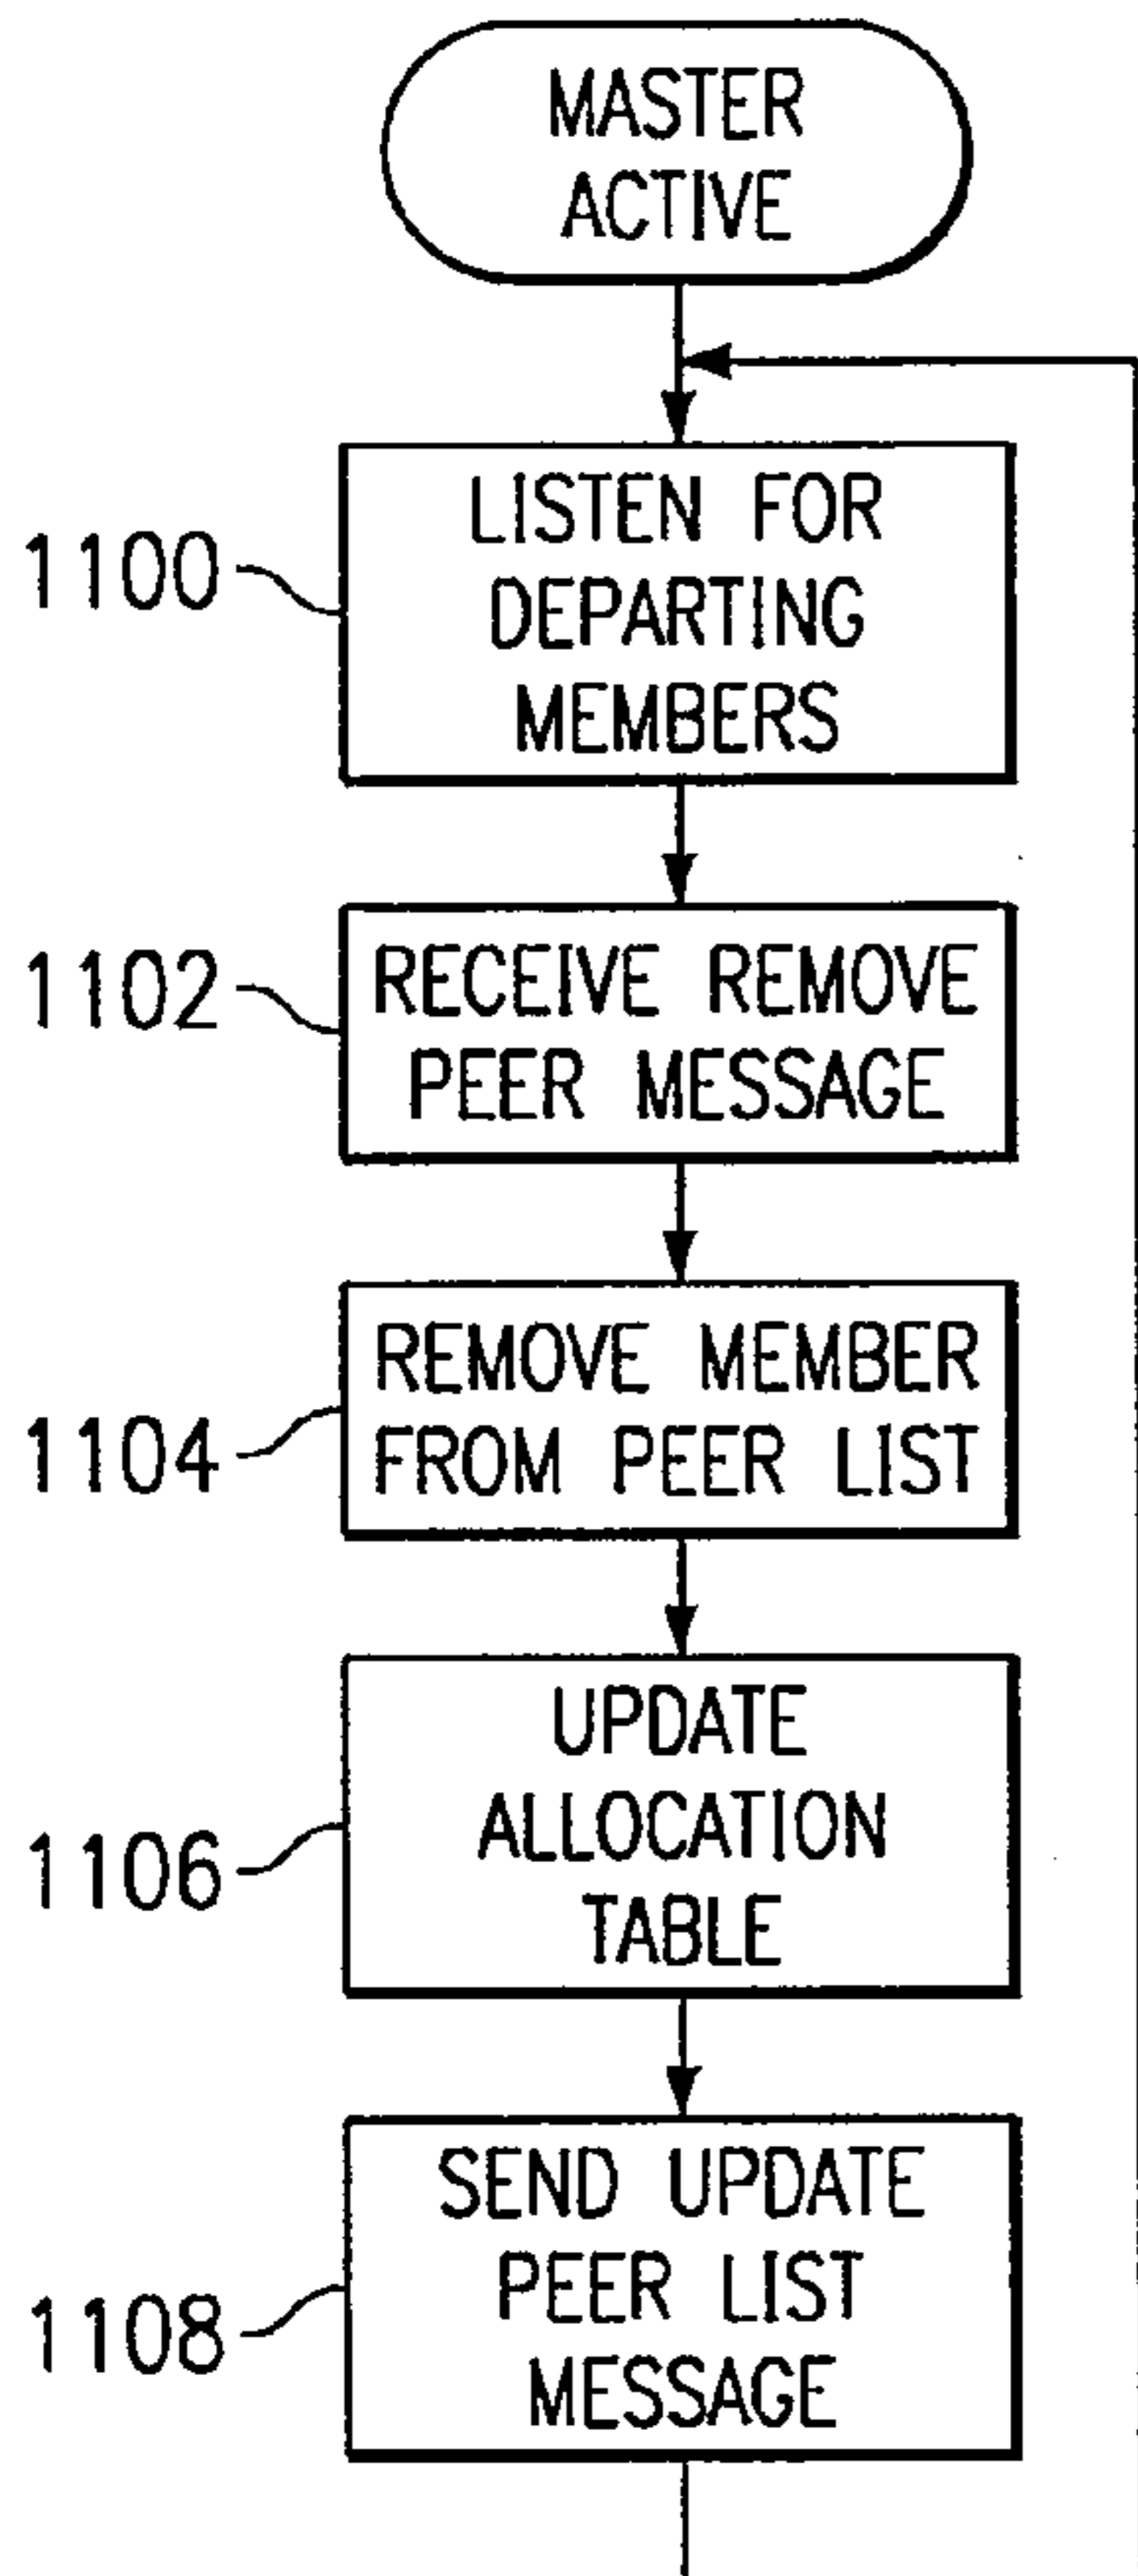 MASTER
ACTIVE
1100
LISTEN FOR
DEPARTING
MEMBERS
1102
RECEIVE REMOVE
PEER MESSAGE
1104
REMOVE MEMBER
FROM PEER LIST
1106
UPDATE
ALLOCATION
TABLE
1108
SEND UPDATE
PEER LIST
MESSAGE